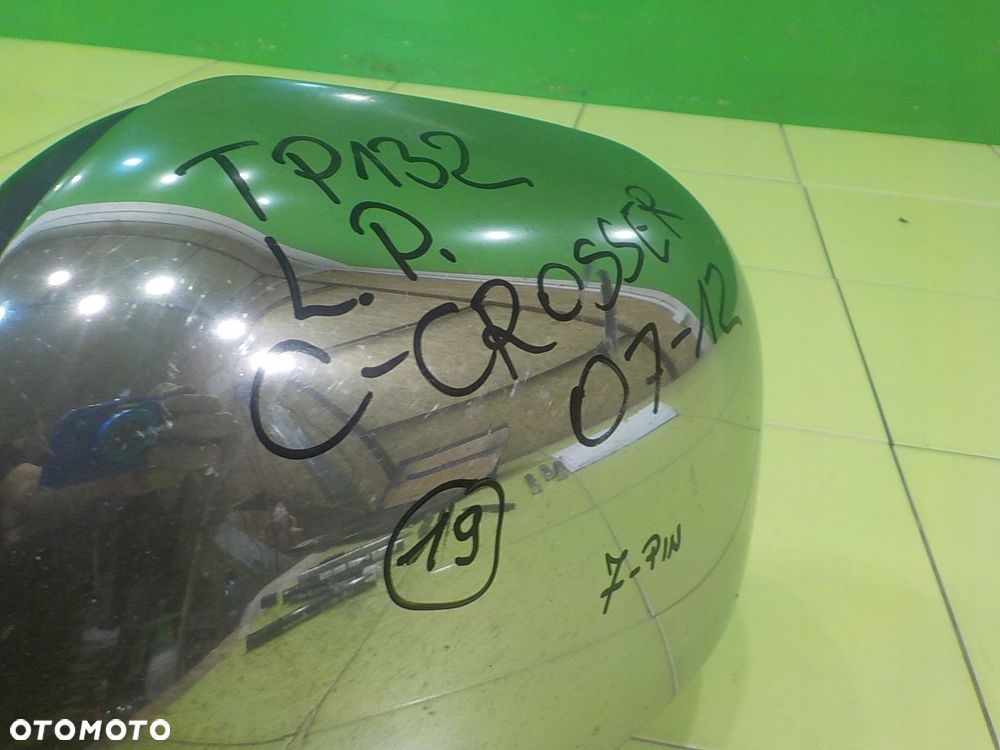 TP132
L.P.
C-CROSSER
07-12
19
7-PIN
OTOMOTO